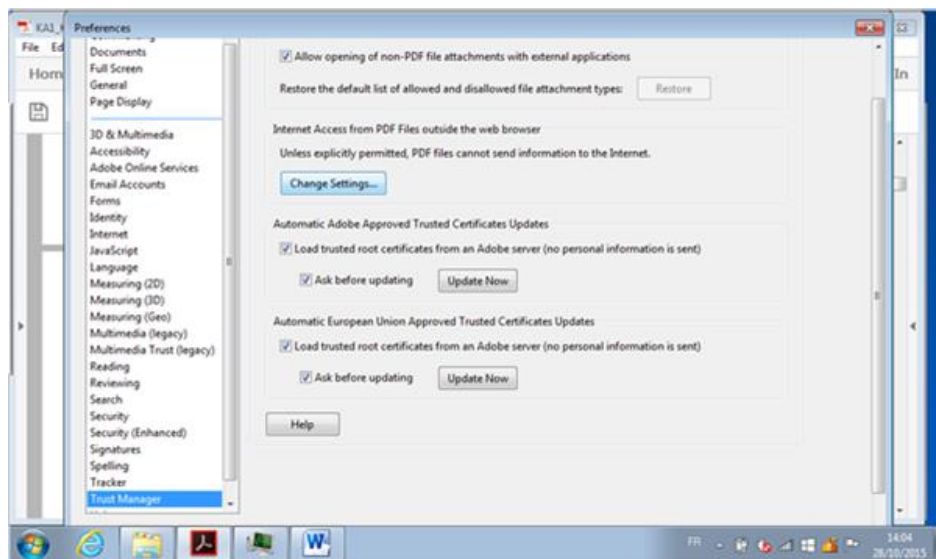 Preferences
KA1_
File Ed
Hom
In
Documents
Full Screen
General
Page Display
3D & Multimedia
Accessibility
Adobe Online Services
Email Accounts
Forms
Identity
Internet
JavaScript
Language
Measuring (2D)
Measuring (3D)
Measuring (Geo)
Multimedia (legacy)
Multimedia Trust (legacy)
Reading
Reviewing
Search
Security
Security (Enhanced)
Signatures
Spelling
Tracker
Trust Manager
Allow opening of non-PDF file attachments with external applications
Restore the default list of allowed and disallowed file attachment types: Restore
Internet Access from PDF Files outside the web browser
Unless explicitly permitted, PDF files cannot send information to the Internet.
Change Settings...
Automatic Adobe Approved Trusted Certificates Updates
Load trusted root certificates from an Adobe server (no personal information is sent)
Ask before updating Update Now
Automatic European Union Approved Trusted Certificates Updates
Load trusted root certificates from an Adobe server (no personal information is sent)
Ask before updating Update Now
Help
FR 14:04
28/10/2015